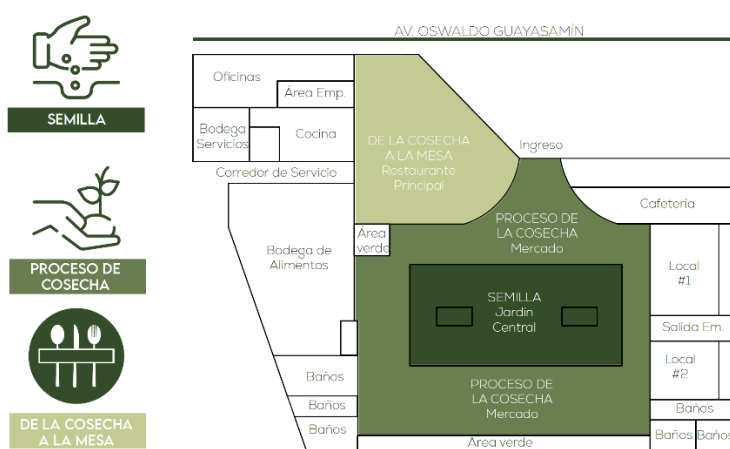 SEMILLA
PROCESO DE
COSECHA
DE LA COSECHA
A LA MESA
AV. OSWALDO GUAYASAMÍN
Oficinas
Área Emp.
Bodega
Servicios
Cocina
Corredor de Servicio
DE LA COSECHA
A LA MESA
Restaurante
Principal
Ingreso
Cafetería
PROCESO DE
LA COSECHA
Mercado
Área
verde
Bodega de
Alimentos
Local
#1
SEMILLA
Jardin
Central
Salida Em.
Local
#2
Baños
Baños
Baños
PROCESO DE
LA COSECHA
Mercado
Baños
Baños
Baños
Área verde